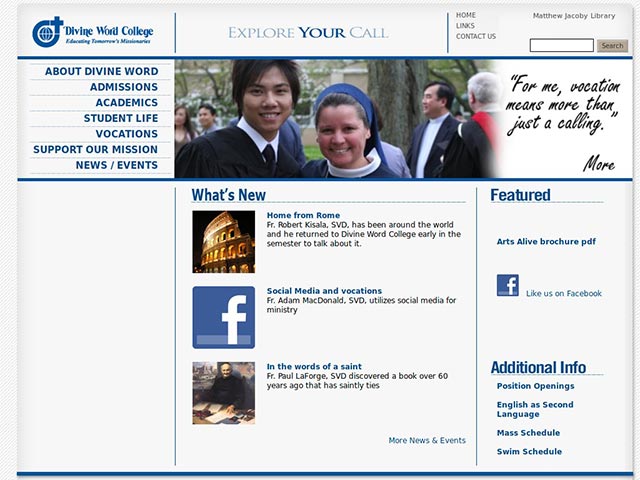 Divine Word College
Educating Tomorrow's Missionaries
EXPLORE YOUR CALL
HOME
LINKS
CONTACT US
Matthew Jacoby Library
Search
ABOUT DIVINE WORD
ADMISSIONS
ACADEMICS
STUDENT LIFE
VOCATIONS
SUPPORT OUR MISSION
NEWS / EVENTS
"For me, vocation
means more than
just a calling."
More
What's New
Home from Rome
Fr. Robert Kisala, SVD, has been around the world
and he returned to Divine Word College early in the
semester to talk about it.
f
Social Media and vocations
Fr. Adam MacDonald, SVD, utilizes social media for
ministry
In the words of a saint
Fr. Paul LaForge, SVD discovered a book over 60
years ago that has saintly ties
More News & Events
Featured
Arts Alive brochure pdf
f
Like us on Facebook
Additional Info
Position Openings
English as Second
Language
Mass Schedule
Swim Schedule